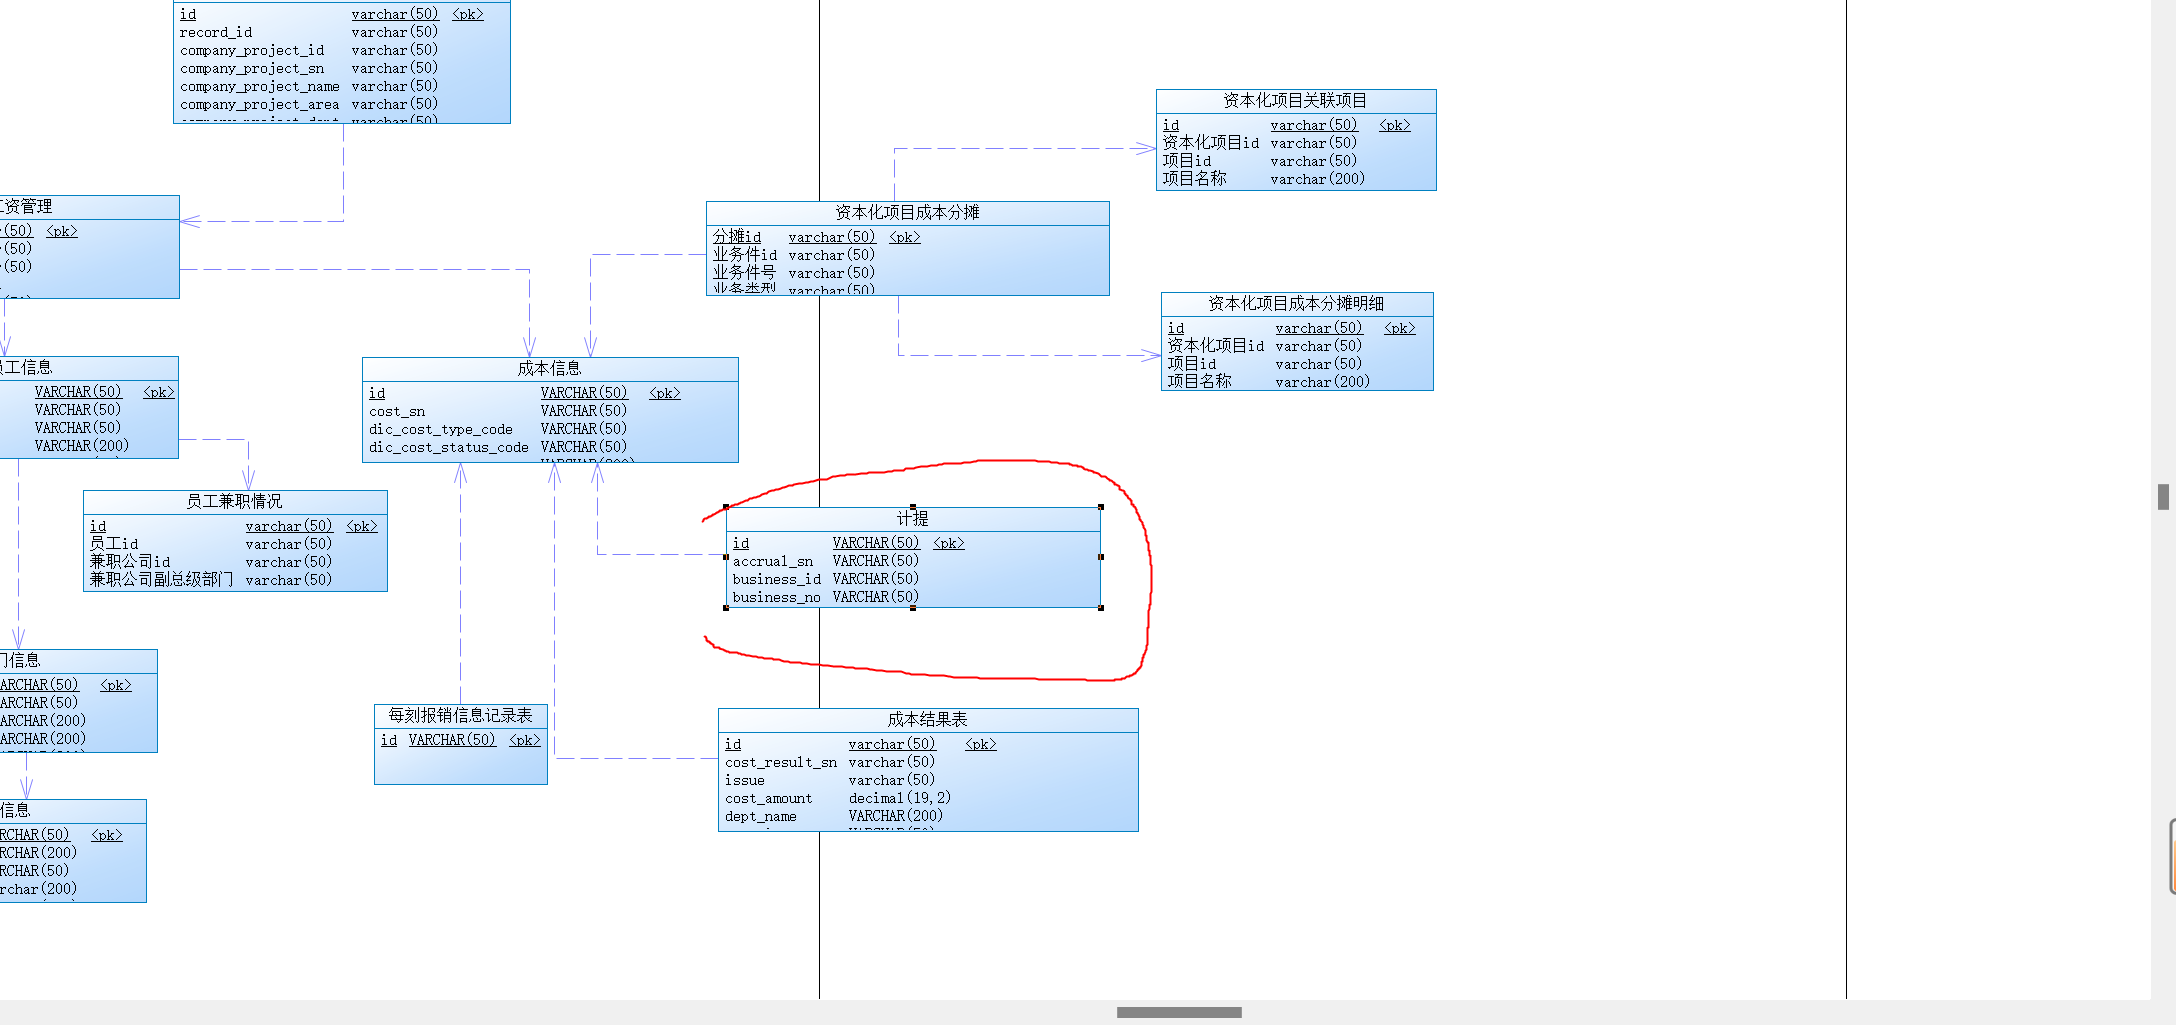 id varchar(50) <pk>
record_id varchar(50)
company_project_id varchar(50)
company_project_sn varchar(50)
company_project_name varchar(50)
company_project_area varchar(50)
company_project_dept varchar(50)
资本化项目关联项目
id varchar(50) <pk>
资本化项目id varchar(50)
项目id varchar(50)
项目名称 varchar(200)
工资管理
(50) <pk>
(50)
(50)
资本化项目成本分摊
分摊id varchar(50) <pk>
业务件id varchar(50)
业务件号 varchar(50)
业务类型 varchar(50)
资本化项目成本分摊明细
id varchar(50) <pk>
资本化项目id varchar(50)
项目id varchar(50)
项目名称 varchar(200)
员工信息
VARCHAR(50) <pk>
VARCHAR(50)
VARCHAR(50)
VARCHAR(200)
成本信息
id VARCHAR(50) <pk>
cost_sn VARCHAR(50)
dic_cost_type_code VARCHAR(50)
dic_cost_status_code VARCHAR(50)
VARCHAR(200)
员工兼职情况
id varchar(50) <pk>
员工id varchar(50)
兼职公司id varchar(50)
兼职公司副总级部门 varchar(50)
计提
id VARCHAR(50) <pk>
accrual_sn VARCHAR(50)
business_id VARCHAR(50)
business_no VARCHAR(50)
门信息
ARCHAR(50) <pk>
ARCHAR(50)
ARCHAR(200)
ARCHAR(200)
每刻报销信息记录表
id VARCHAR(50) <pk>
成本结果表
id varchar(50) <pk>
cost_result_sn varchar(50)
issue varchar(50)
cost_amount decimal(19,2)
dept_name VARCHAR(200)
信息
RCHAR(50) <pk>
RCHAR(200)
RCHAR(50)
rchar(200)